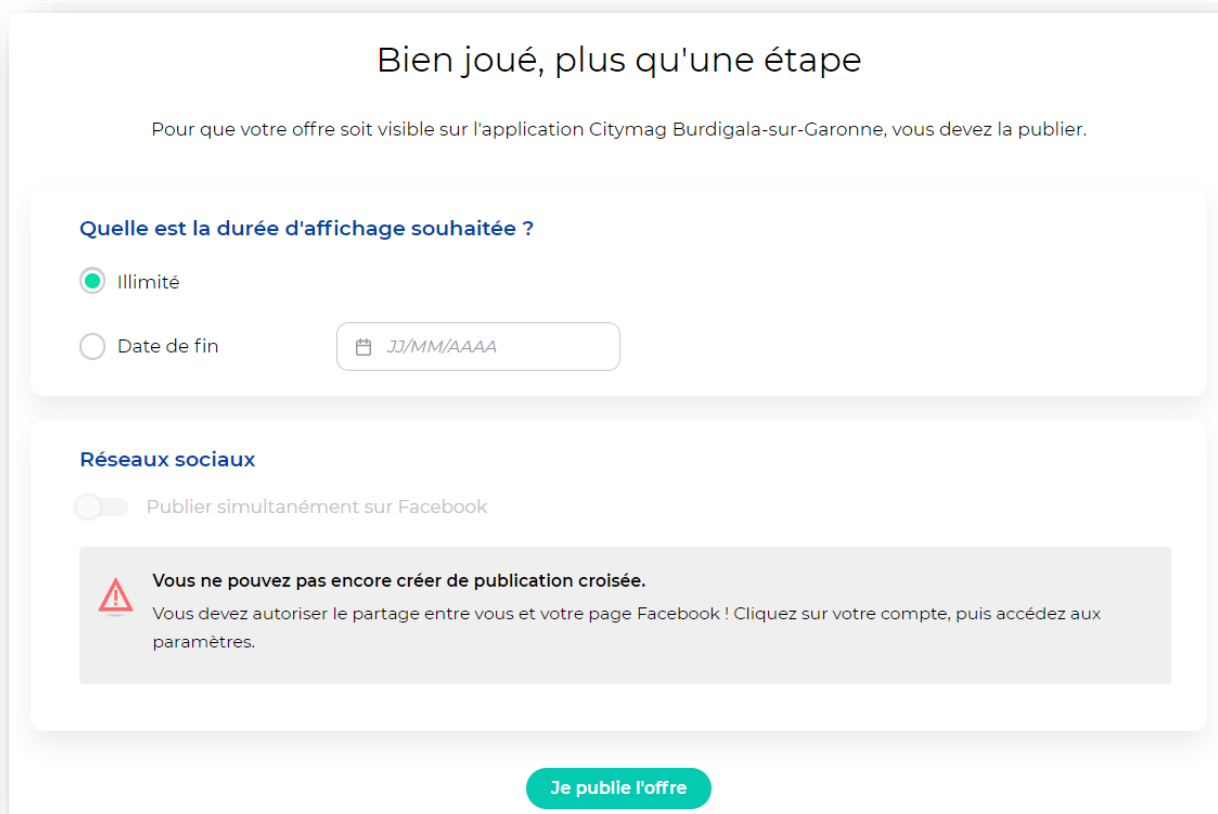 Bien joué, plus qu'une étape
Pour que votre offre soit visible sur l'application Citymag Burdigala-sur-Garonne, vous devez la publier.
Quelle est la durée d'affichage souhaitée ?
Illimité
Date de fin
JJ/MM/AAAA
Réseaux sociaux
Publier simultanément sur Facebook
Vous ne pouvez pas encore créer de publication croisée.
Vous devez autoriser le partage entre vous et votre page Facebook ! Cliquez sur votre compte, puis accédez aux
paramètres.
Je publie l'offre